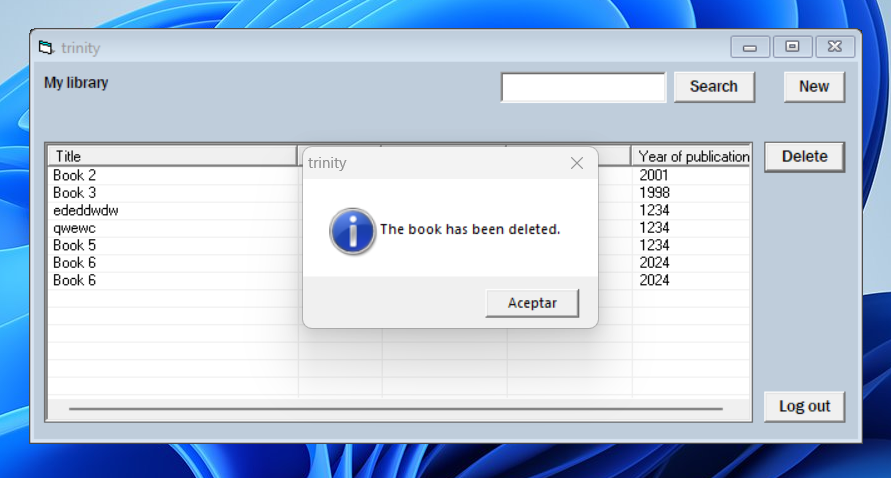 trinity
My library
Search
New
Title
Year of publication
Delete
Book 2
2001
Book 3
1998
ededdwdw
1234
qwewc
1234
Book 5
1234
Book 6
2024
Book 6
2024
trinity
The book has been deleted.
Aceptar
Log out